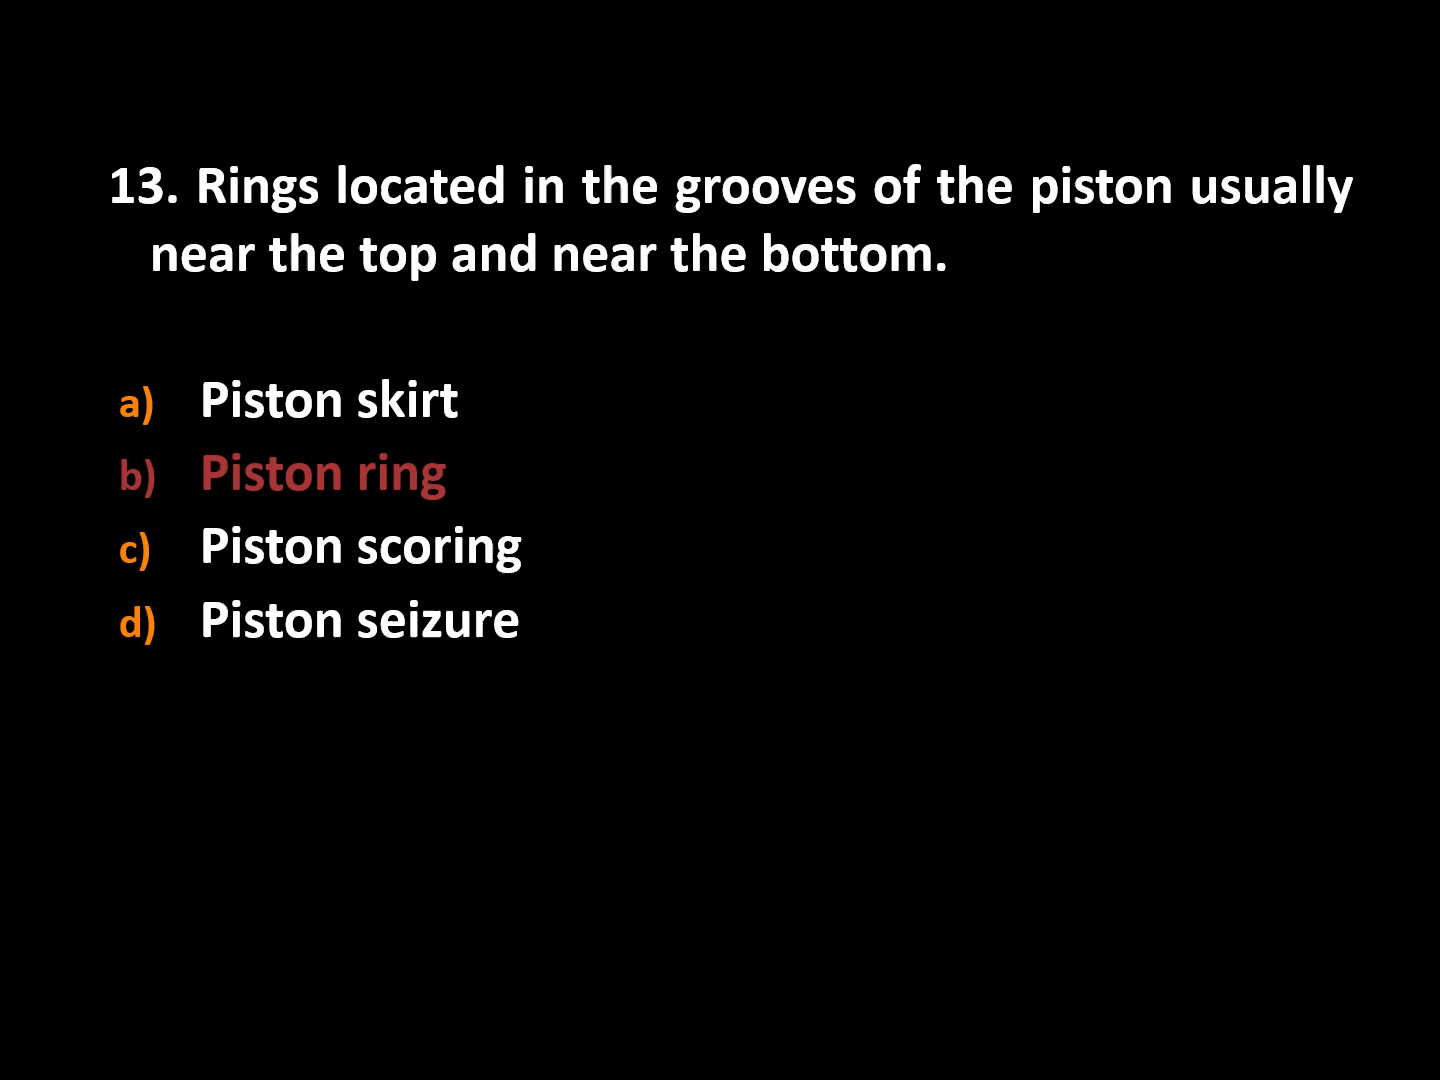 13. Rings located in the grooves of the piston usually
near the top and near the bottom.
a) Piston skirt
b) Piston ring
c) Piston scoring
d) Piston seizure